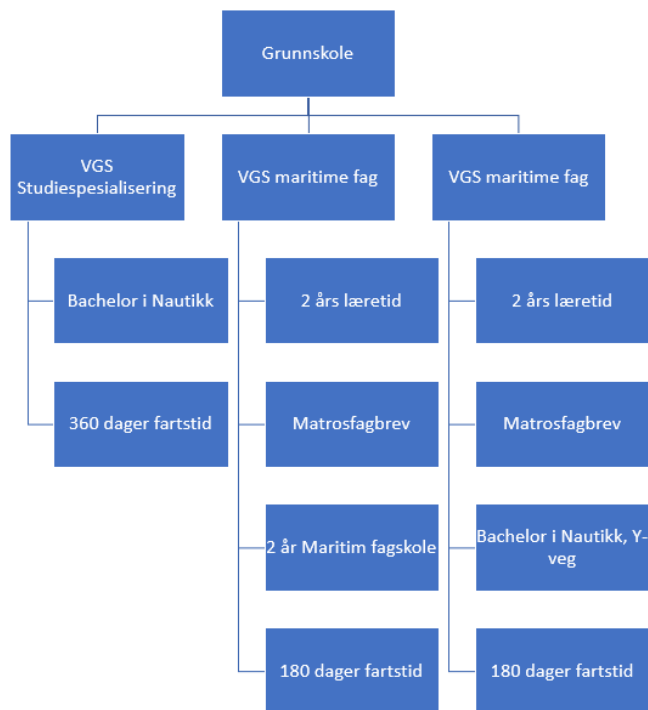 Grunnskole
VGS
Studiespesialisering
Bachelor i Nautikk
360 dager fartstid
VGS maritime fag
2 års læretid
Matrosfagbrev
2 år Maritim fagskole
180 dager fartstid
VGS maritime fag
2 års læretid
Matrosfagbrev
Bachelor i Nautikk, Y-
veg
180 dager fartstid